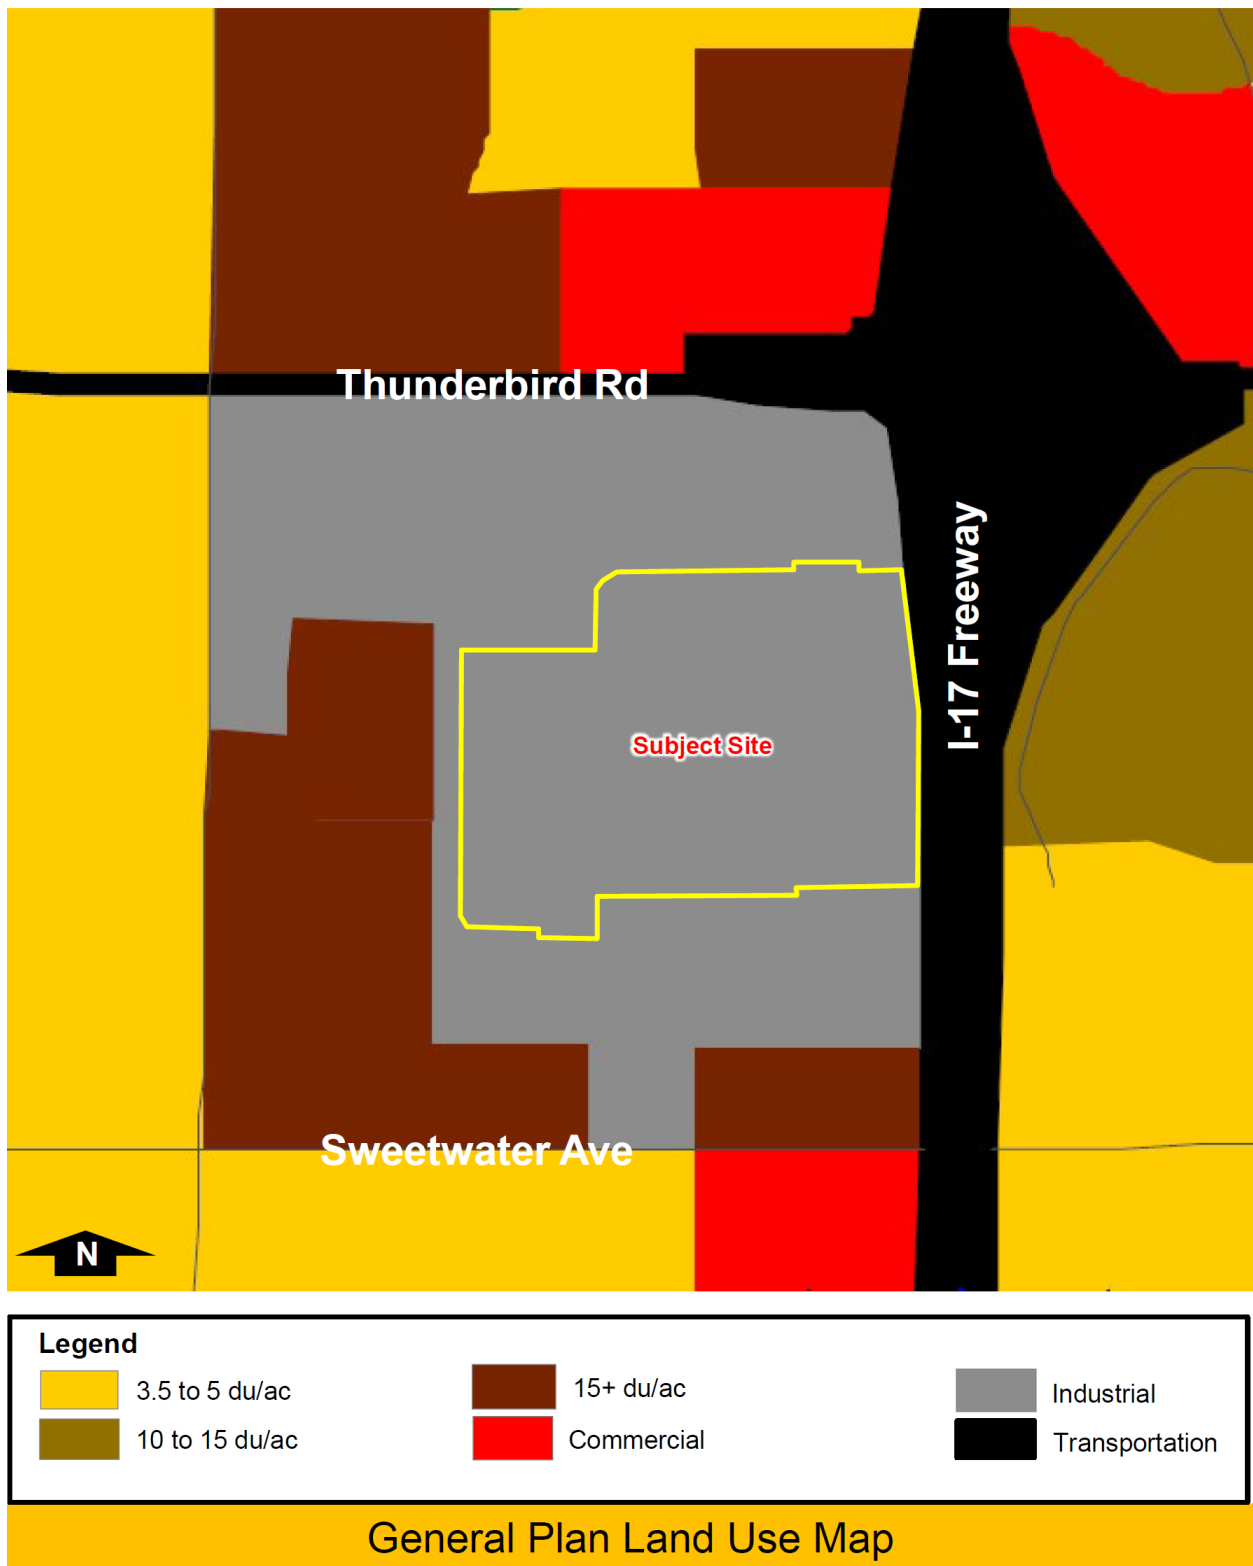 Thunderbird Rd
I-17 Freeway
Subject Site
Sweetwater Ave
N
Legend
3.5 to 5 du/ac
15+ du/ac
Industrial
10 to 15 du/ac
Commercial
Transportation
General Plan Land Use Map